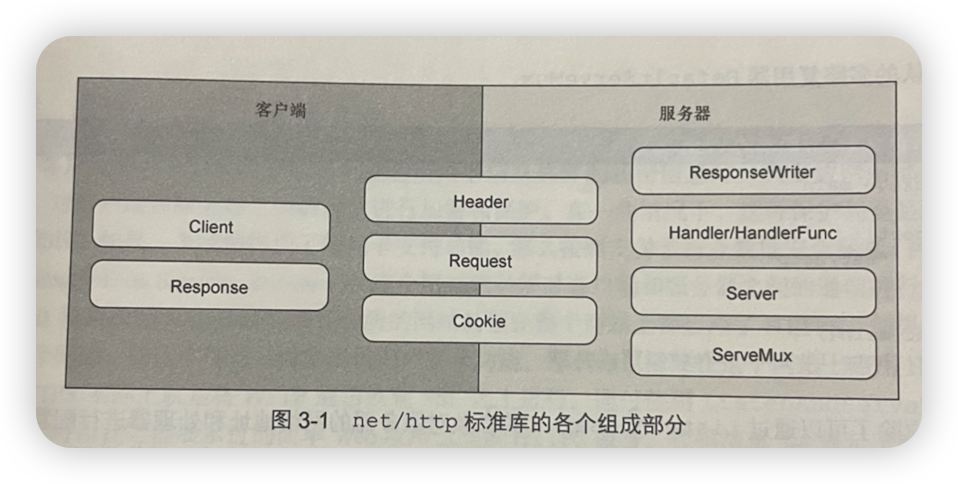 客户端
服务器
Client
Response
Header
Request
Cookie
ResponseWriter
Handler/HandlerFunc
Server
ServeMux
图 3-1 net/http 标准库的各个组成部分